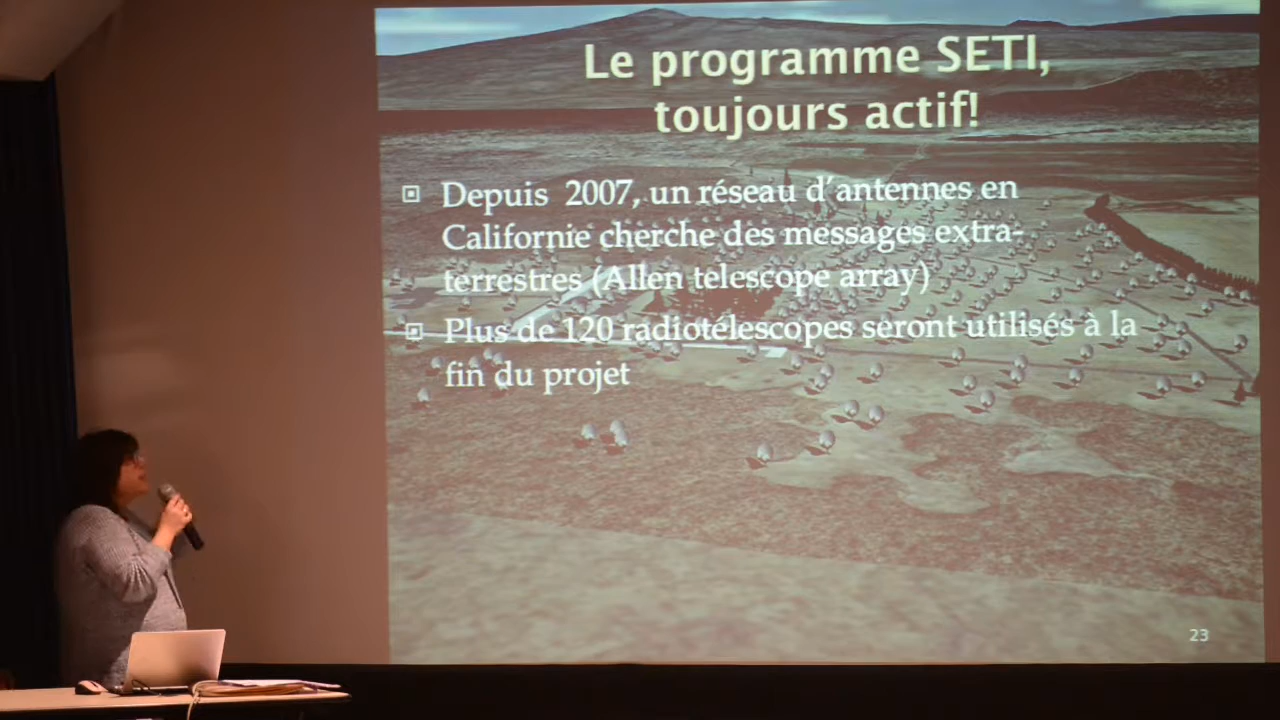 Le programme SETI,
toujours actif!
Depuis 2007, un réseau d'antennes en
Californie cherche des messages extra-
terrestres (Allen telescope array)
Plus de 120 radiotélescopes seront utilisés à la
fin du projet
23